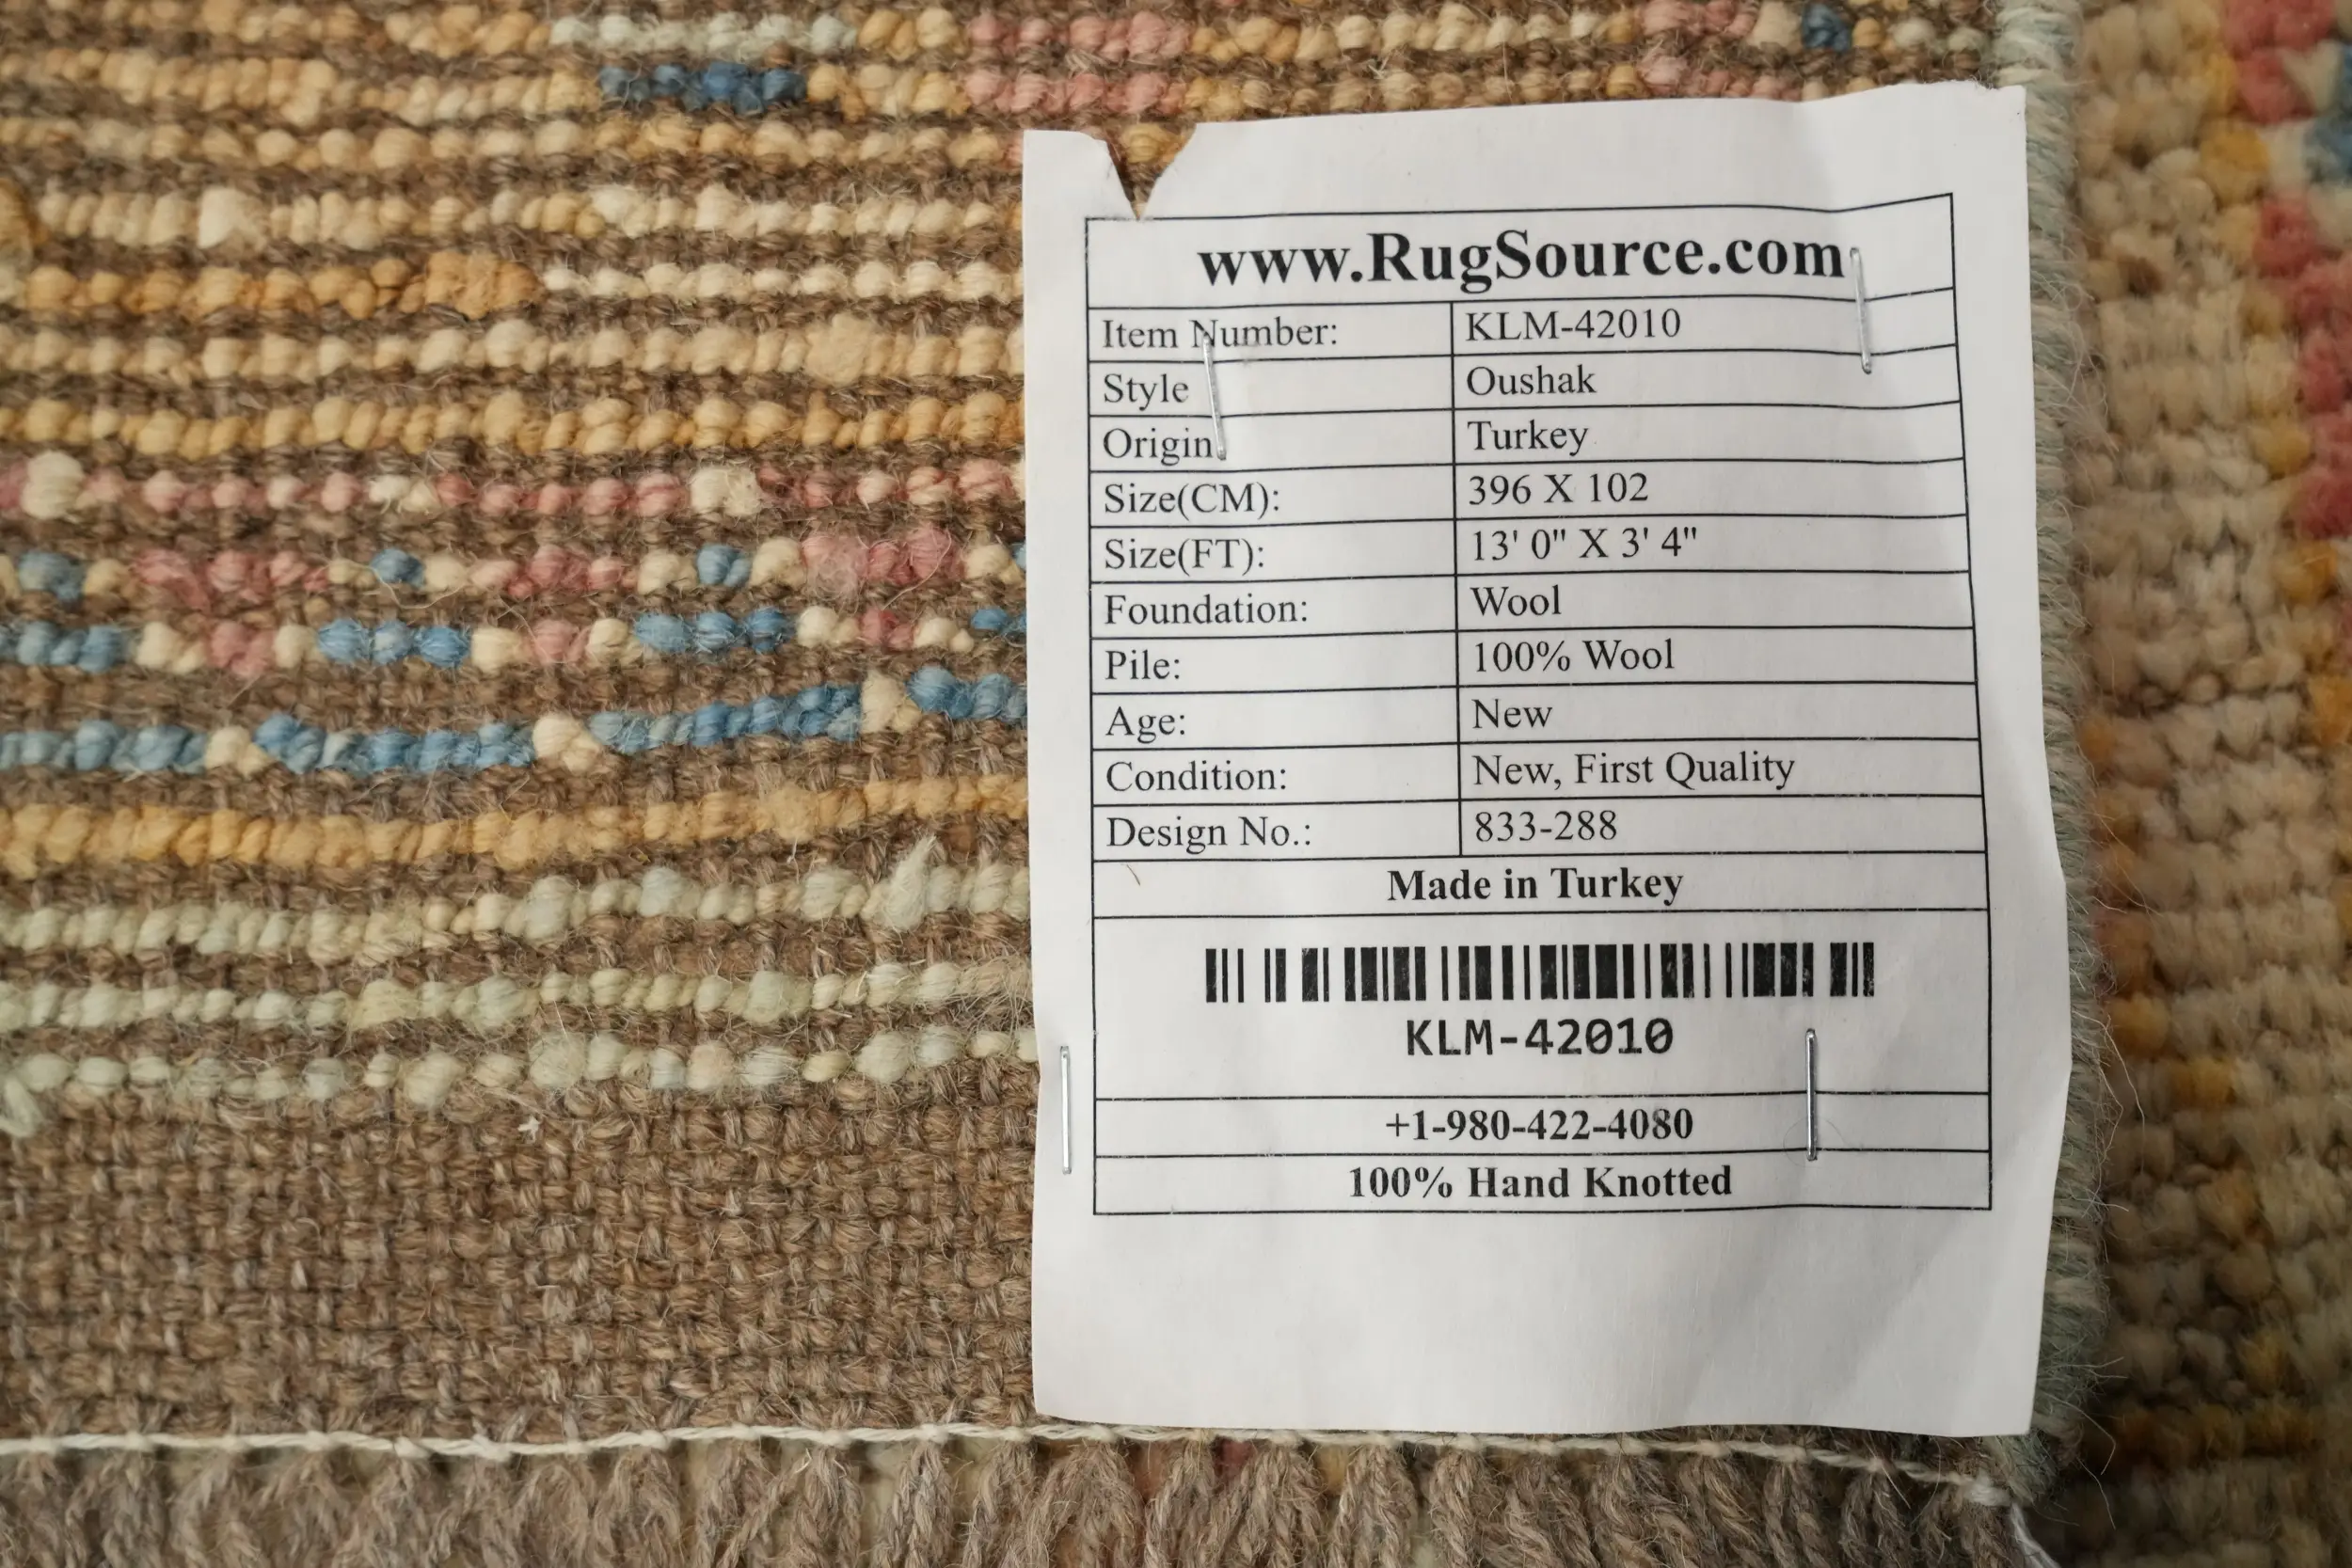 www.RugSource.com
Item Number: KLM-42010
Style Oushak
Origin Turkey
Size(CM): 396 X 102
Size(FT): 13' 0" X 3' 4"
Foundation: Wool
Pile: 100% Wool
Age: New
Condition: New, First Quality
Design No.: 833-288
Made in Turkey
KLM-42010
+1-980-422-4080
100% Hand Knotted